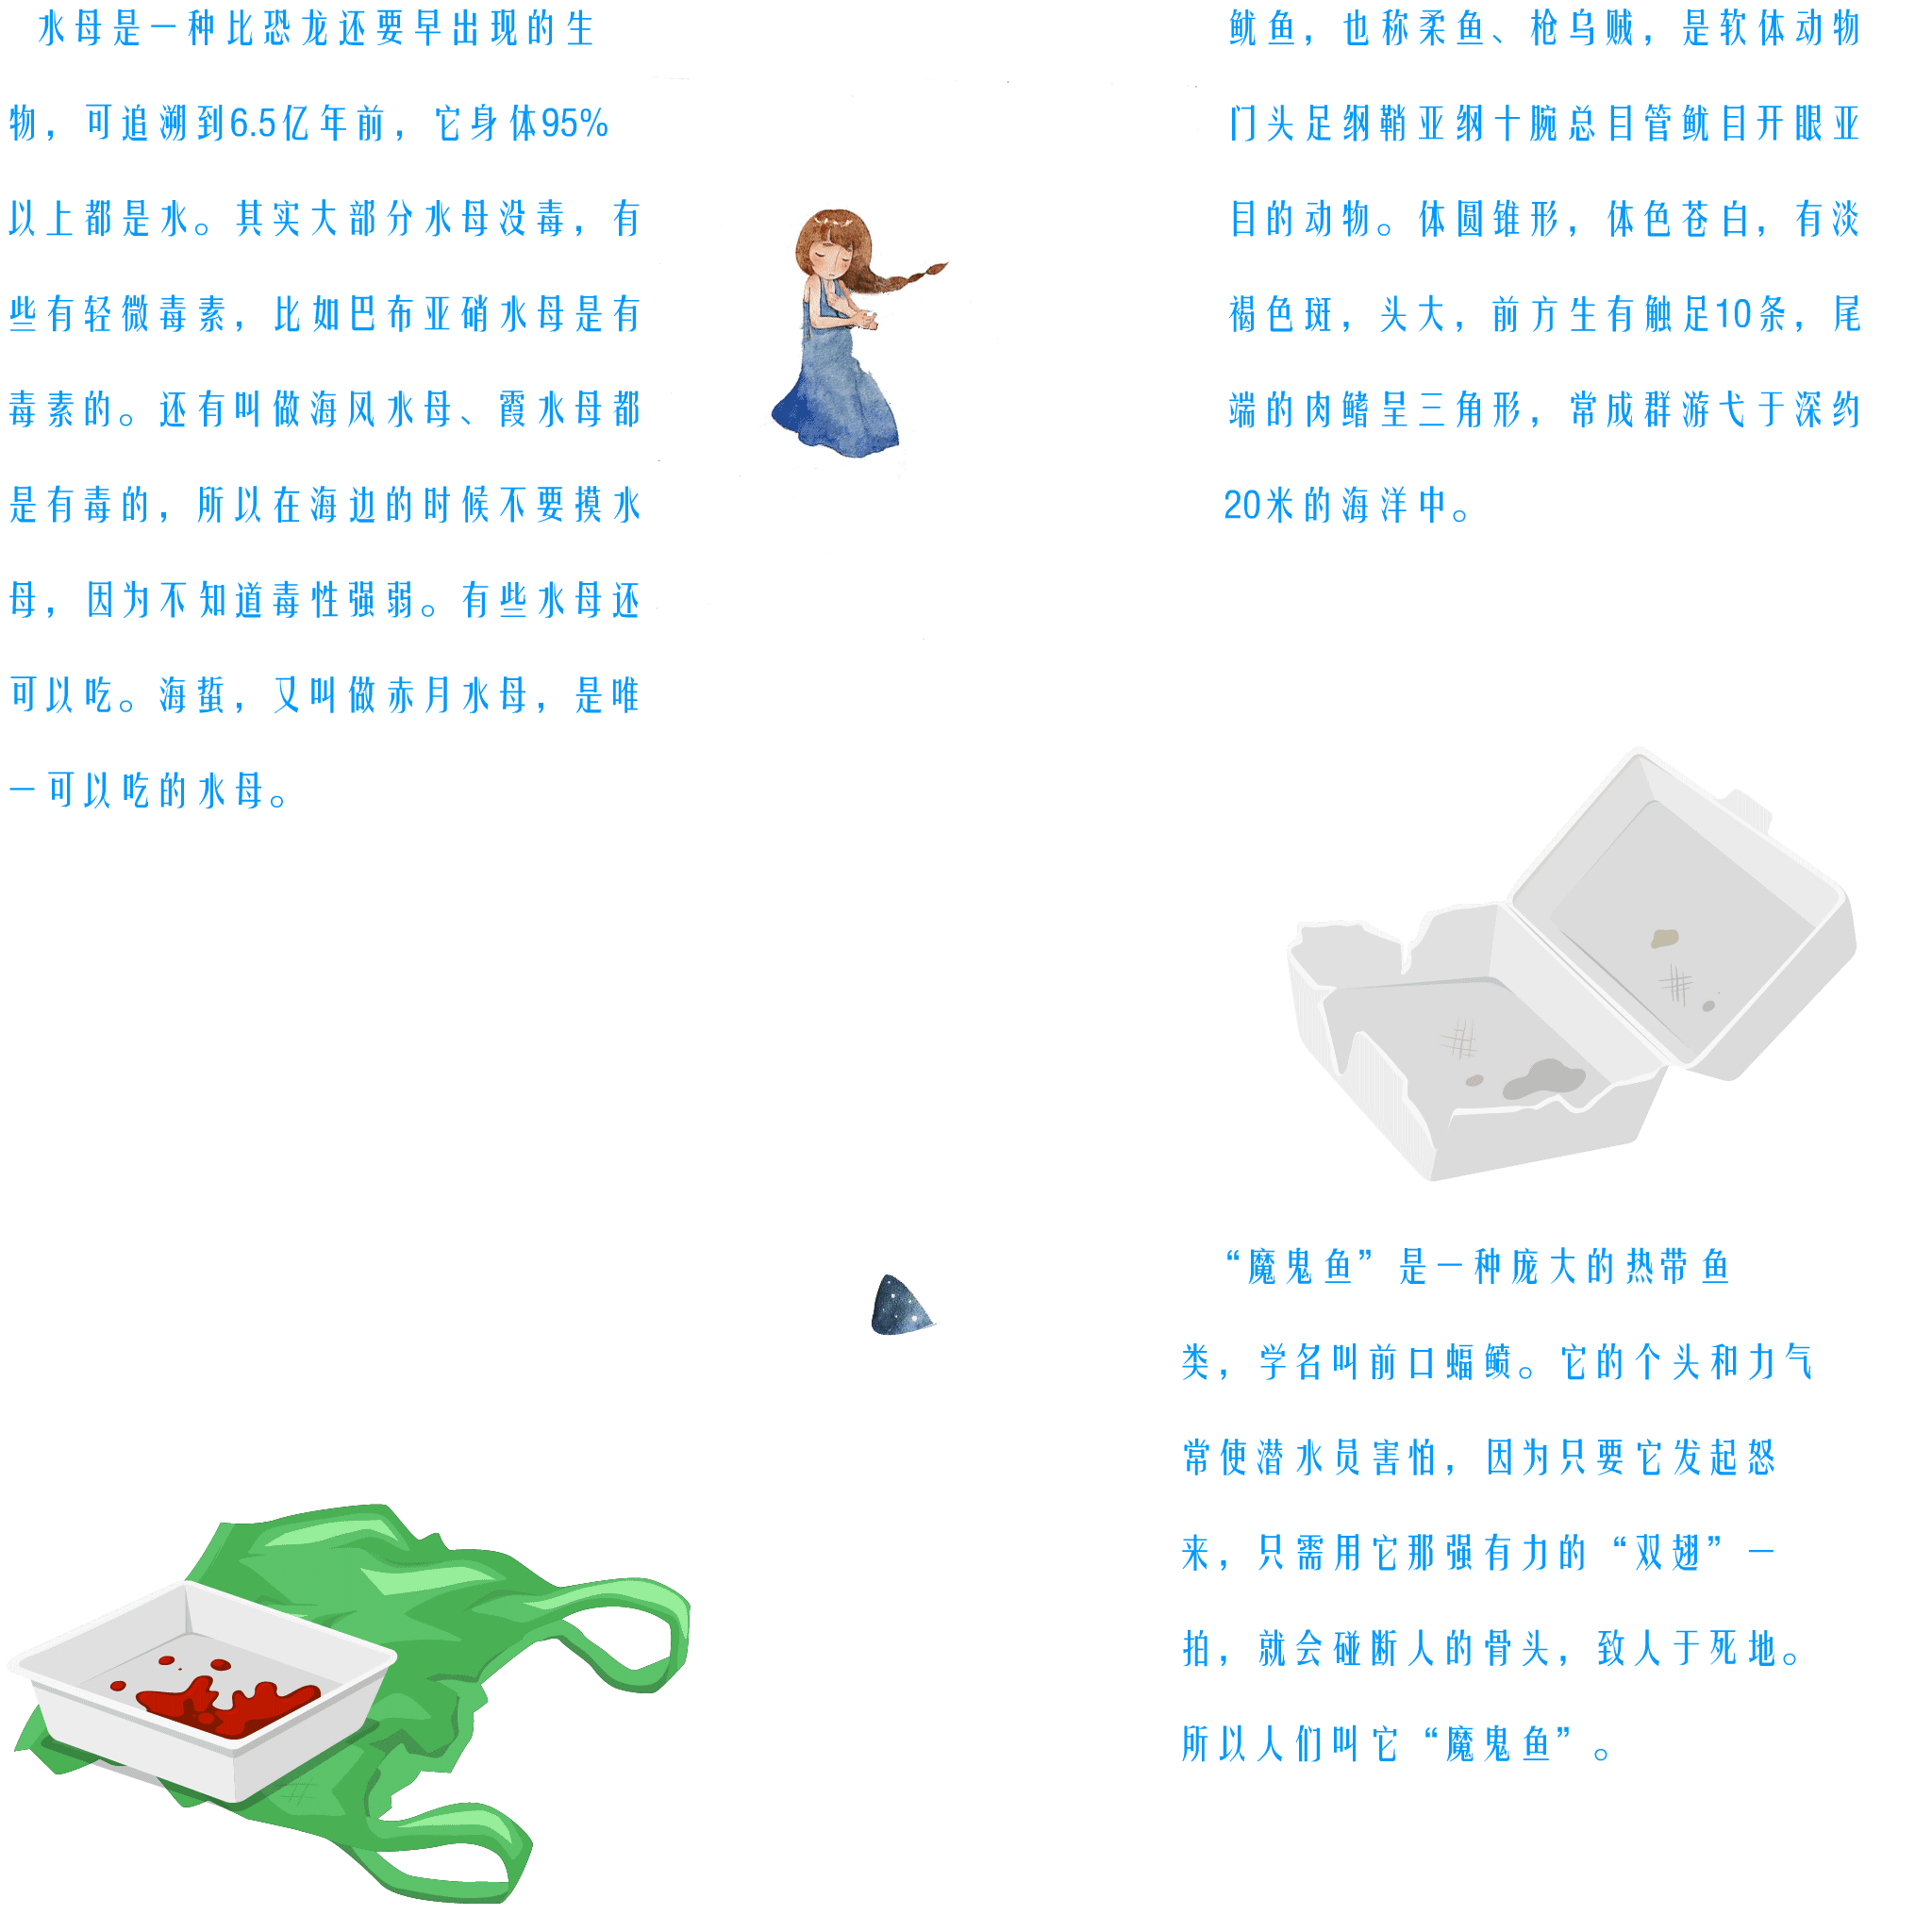 水母是一种比恐龙还要早出现的生
物，可追溯到6.5亿年前，它身体95%
以上都是水。其实大部分水母没毒，有
些有轻微毒素，比如巴布亚硝水母是有
毒素的。还有叫做海风水母、霞水母都
是有毒的，所以在海边的时候不要摸水
母，因为不知道毒性强弱。有些水母还
可以吃。海蜇，又叫做赤月水母，是唯
一可以吃的水母。
鱿鱼，也称柔鱼、枪乌贼，是软体动物
门头足纲鞘亚纲十腕总目管鱿目开眼亚
目的动物。体圆锥形，体色苍白，有淡
褐色斑，头大，前方生有触足10条，尾
端的肉鳍呈三角形，常成群游弋于深约
20米的海洋中。
“魔鬼鱼”是一种庞大的热带鱼
类，学名叫前口蝠鲼。它的个头和力气
常使潜水员害怕，因为只要它发起怒
来，只需用它那强有力的“双翅”一
拍，就会碰断人的骨头，致人于死地。
所以人们叫它“魔鬼鱼”。